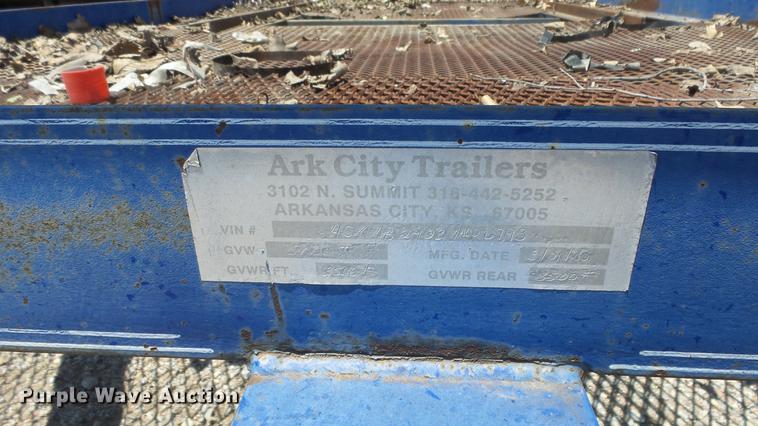 Ark City Trailers
3102 N. SUMMIT 316-442-5252
ARKANSAS CITY, KS. 67005
VIN #
GVW MFG. DATE
GVWR FT. GVWR REAR
Purple Wave Auction